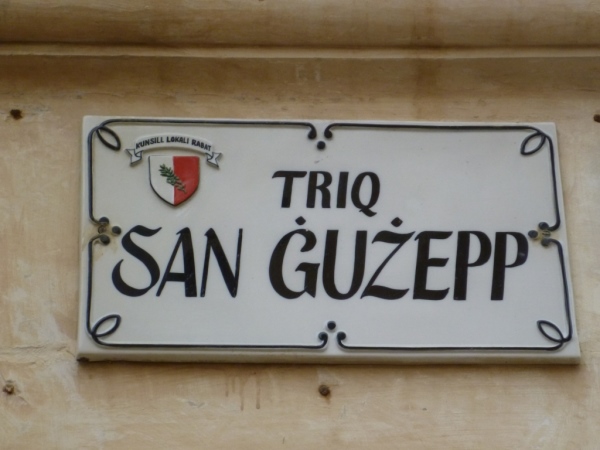 KUNSILL LOKALI RABAT
TRIQ
SAN ĠUŻEPP